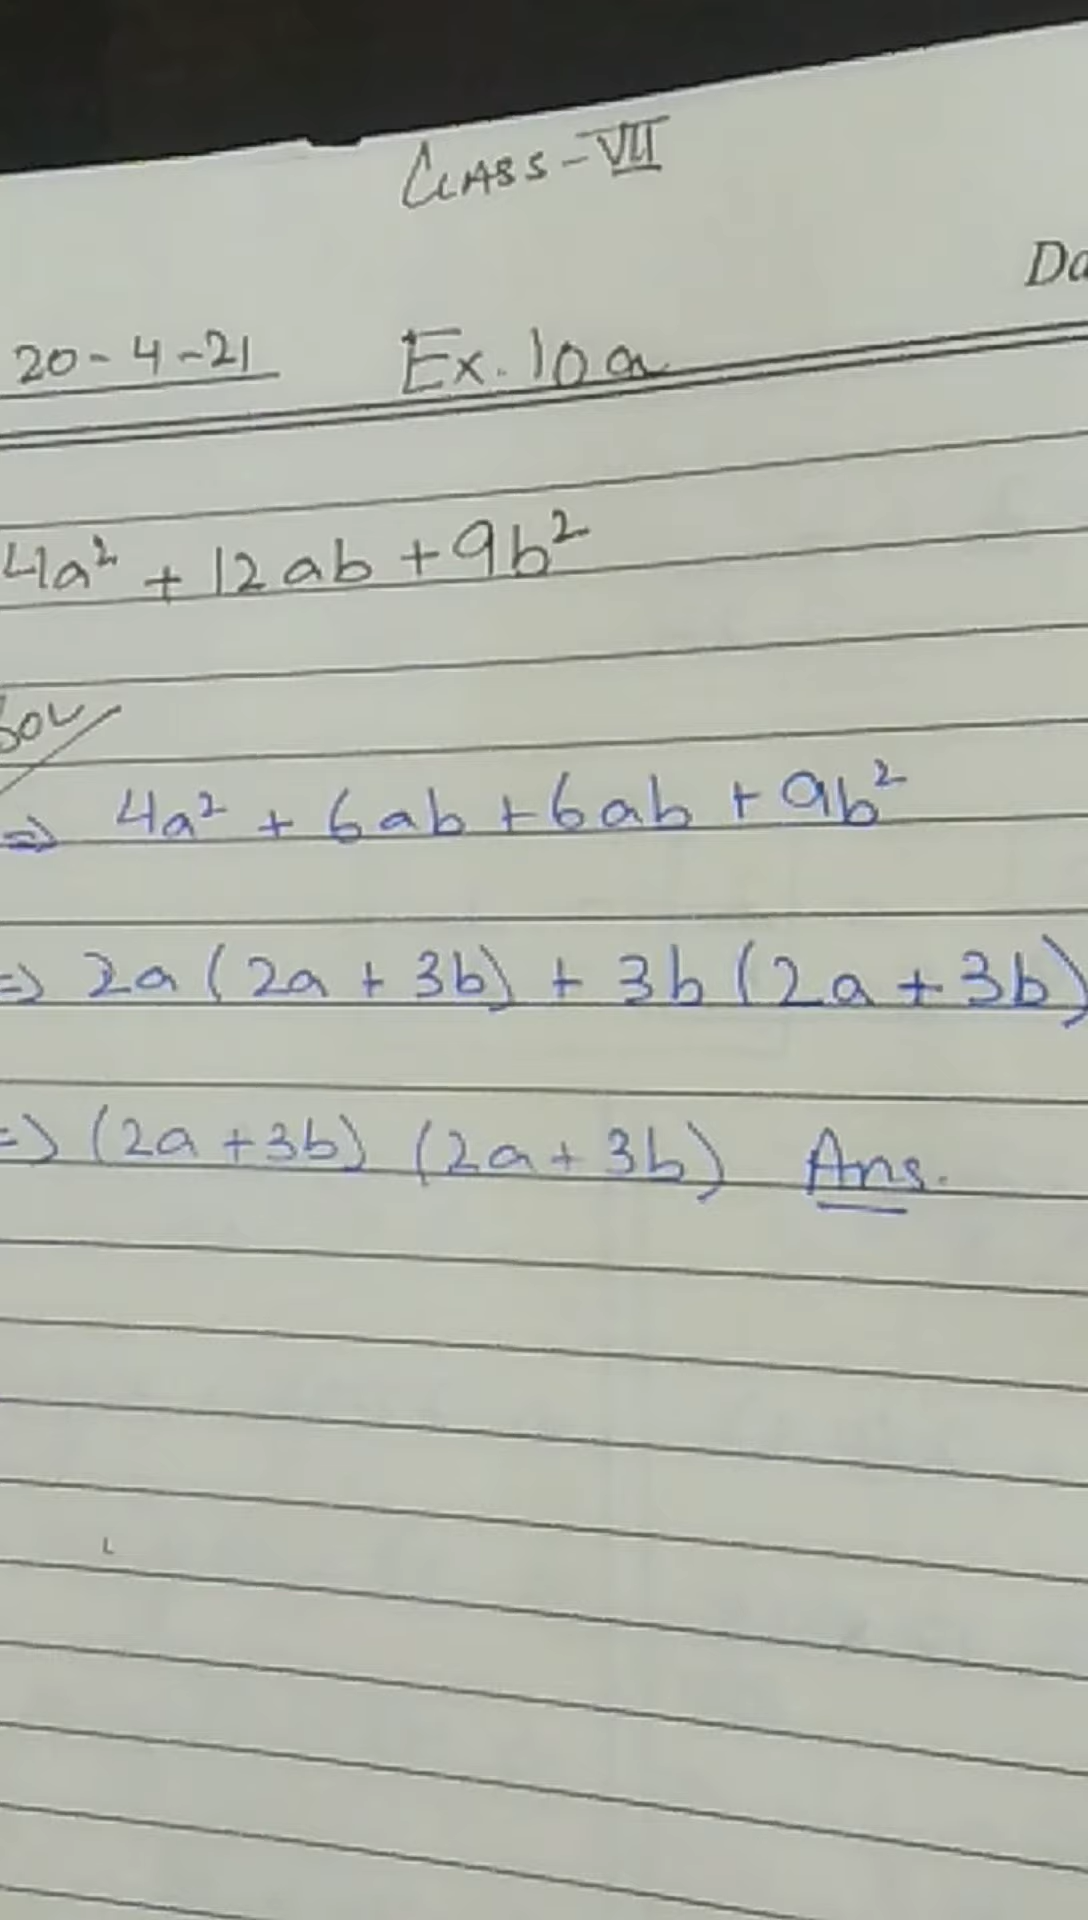 CLASS-VII
Da
20-4-21 Ex. 10a
4a² + 12ab + 9b²
Sol
⇒ 4a² + 6ab + 6ab + 9b²
⇒ 2a (2a + 3b) + 3b (2a + 3b)
⇒ (2a + 3b) (2a + 3b) Ans.